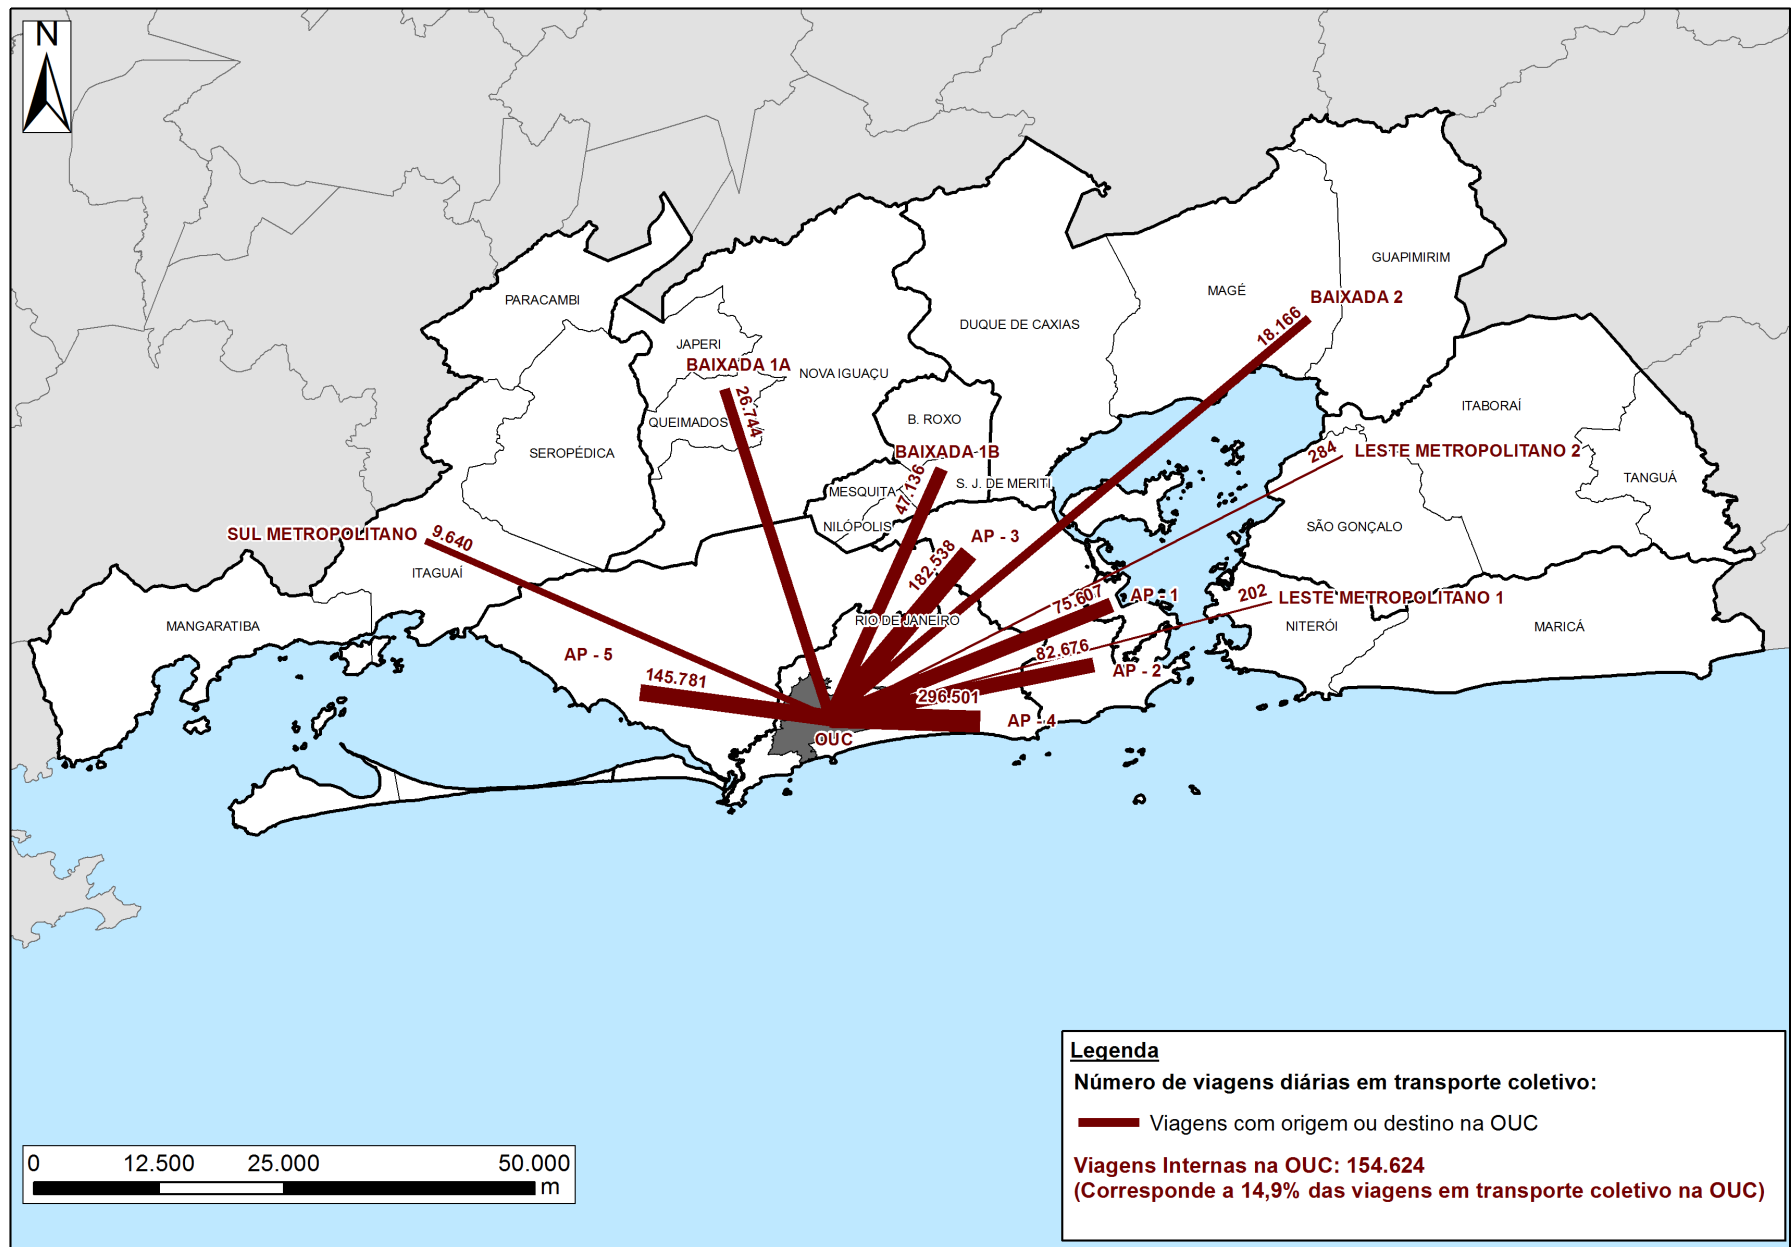 N
GUAPIMIRIM
MAGÉ
BAIXADA 2
PARACAMBI
18.166
DUQUE DE CAXIAS
JAPERI
BAIXADA 1A
NOVA IGUAÇU
26.744
ITABORAÍ
B. ROXO
QUEIMADOS
BAIXADA 1B
284
LESTE METROPOLITANO 2
SEROPÉDICA
TANGUÁ
47.136
S. J. DE MERITI
MESQUITA
NILÓPOLIS
SÃO GONÇALO
SUL METROPOLITANO
9.640
AP - 3
182.538
ITAGUAÍ
75.607
AP - 1
202
LESTE METROPOLITANO 1
RIO DE JANEIRO
MANGARATIBA
NITERÓI
MARICÁ
AP - 5
82.676
AP - 2
145.781
296.501
AP - 4
OUC
Legenda
Número de viagens diárias em transporte coletivo:
Viagens com origem ou destino na OUC
Viagens Internas na OUC: 154.624
(Corresponde a 14,9% das viagens em transporte coletivo na OUC)
0 12.500 25.000 50.000
m